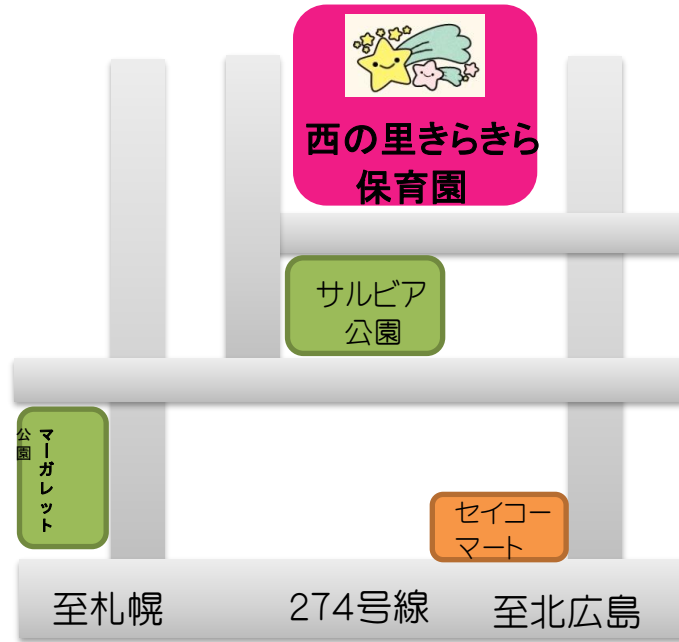 西の里きらきら
保育園
サルビア
公園
マーガレット
公園
セイコー
マート
至札幌
274号線
至北広島